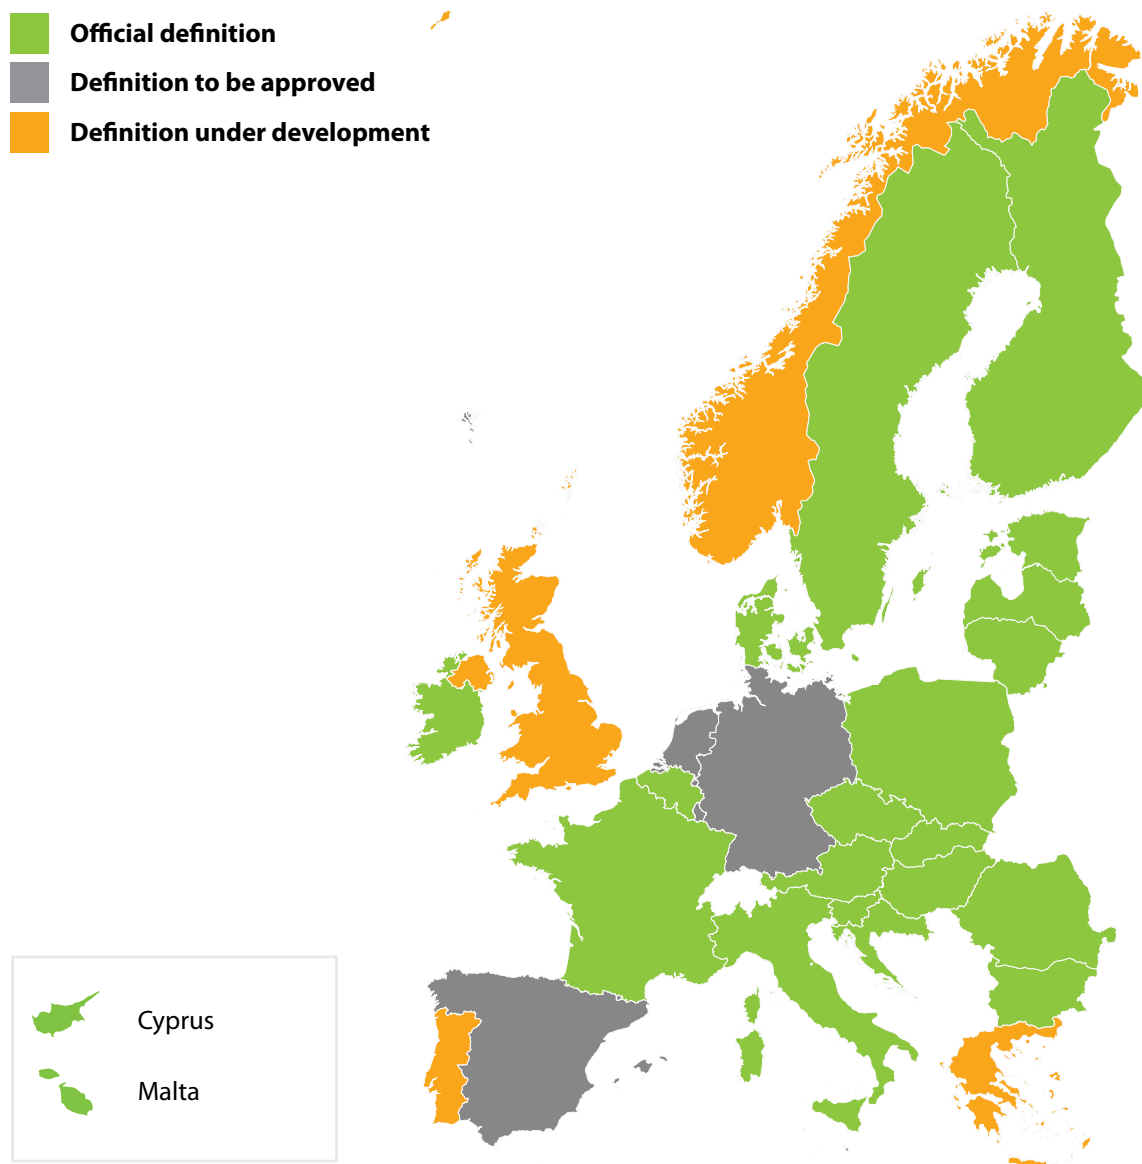 Official definition
Definition to be approved
Definition under development
Cyprus
Malta